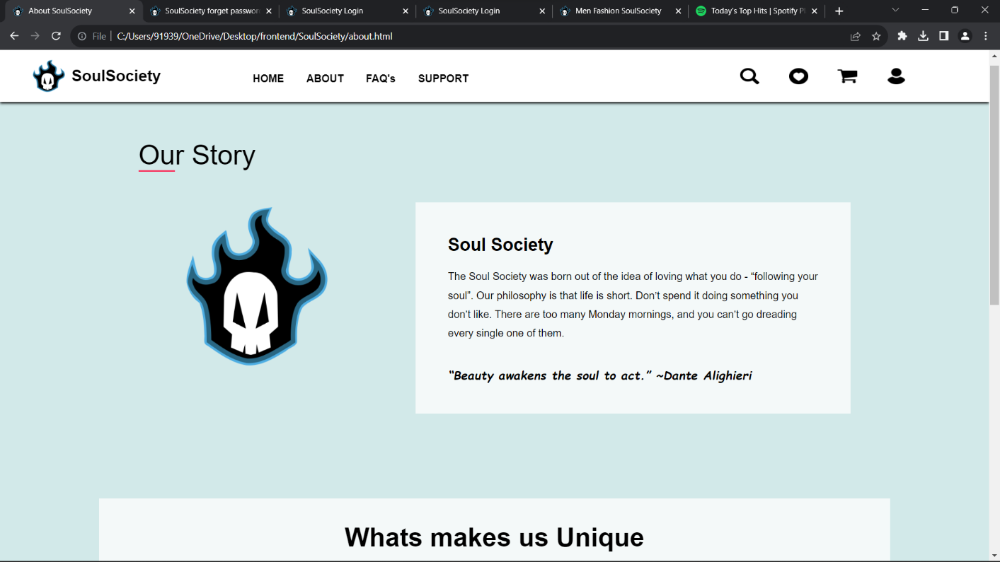 About SoulSociety
SoulSociety forget passwor
SoulSociety Login
SoulSociety Login
Men Fashion SoulSociety
Today's Top Hits | Spotify Pl
File
C:/Users/91939/OneDrive/Desktop/frontend/SoulSociety/about.html
SoulSociety
HOME
ABOUT
FAQ's
SUPPORT
Our Story
Soul Society
The Soul Society was born out of the idea of loving what you do - “following your
soul”. Our philosophy is that life is short. Don’t spend it doing something you
don’t like. There are too many Monday mornings, and you can’t go dreading
every single one of them.
“Beauty awakens the soul to act.” ~Dante Alighieri
Whats makes us Unique